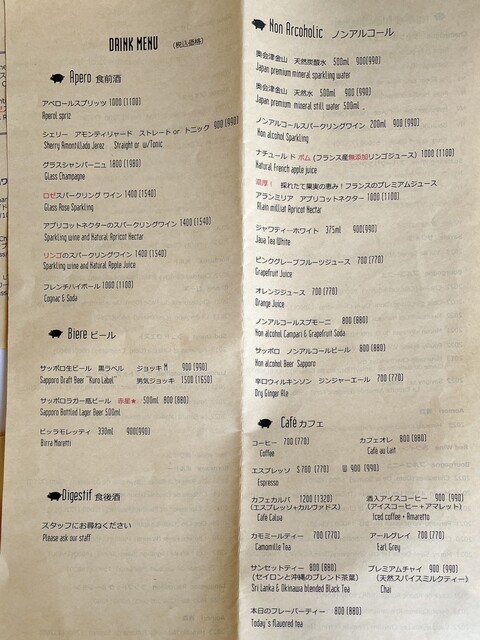 DRINK MENU (税込価格)
Apero 食前酒
アペロールスプリッツ 1000 (1100)
Aperol spriz
シェリー アモンティリャード ストレート or トニック 900 (990)
Sherry Amontillado Jerez Straight or w/Tonic
グラスシャンパーニュ 1800 (1980)
Glass Champagne
ロゼスパークリング ワイン 1400 (1540)
Glass Rose Sparkling
アプリコットネクターのスパークリングワイン 1400 (1540)
Sparkling wine and Natural Apricot Nectar
リンゴのスパークリングワイン 1400 (1540)
Sparkling wine and Natural Apple Juice
フレンチハイボール 1000 (1100)
Cognac & Soda
Biere ビール
サッポロ生ビール 黒ラベル ジョッキ M 900 (990)
Sapporo Draft Beer "Kuro Label" 男気ジョッキ 1500 (1650)
サッポロラガー瓶ビール 赤星★ 500ml 800 (880)
Sapporo Bottled Lager Beer 500ml
ビッラモレッティ 330ml 900(990)
Birra Moretti
Digestif 食後酒
スタッフにお尋ねください
Please ask our staff
Non Arcoholic ノンアルコール
奥会津金山 天然炭酸水 500ml 900(990)
Japan premium mineral sparkling water
奥会津金山 天然水 500ml 900 (990)
Japan premium mineral still water 500ml
ノンアルコールスパークリングワイン 200ml 900 (990)
Non alcohol Sparkling
ナチュール ド ポム (フランス産無添加リンゴジュース) 1000 (1100)
Natural French apple juice
濃厚! 採れたて果実の恵み!フランスのプレミアムジュース
アランミリア アプリコットネクター 1000 (1100)
Alain milliat Apricot Nectar
ジャワティーホワイト 375ml 900(990)
Java Tea White
ピンクグレープフルーツジュース 700 (770)
Grapefruit Juice
オレンジジュース 700 (770)
Orange Juice
ノンアルコールスプモーニ 800 (880)
Non alcohol Campari & Grapefruit Soda
サッポロ ノンアルコールビール 800 (880)
Non alcohol Beer Sapporo
辛口ウィルキンソン ジンジャーエール 700 (770)
Dry Ginger Ale
Café カフェ
コーヒー 700 (770) カフェオレ 800 (880)
Coffee Café au Lait
エスプレッソ S 700 (770) W 900 (990)
Espresso
カフェカルバ 1200 (1320) 酒入アイスコーヒー 900 (990)
(エスプレッソ+カルヴァドス) (アイスコーヒー+アマレット)
Café Calva Iced coffee + Amaretto
カモミールティー 700 (770) アールグレイ 700 (770)
Camomille Tea Earl Grey
サンセットティー 800 (880) プレミアムチャイ 900 (990)
(セイロンと沖縄のブレンド茶葉) (天然スパイスミルクティー)
Sri Lanka & Okinawa blended Black Tea Chai
本日のフレーバーティー 800 (880)
Today's flavored tea